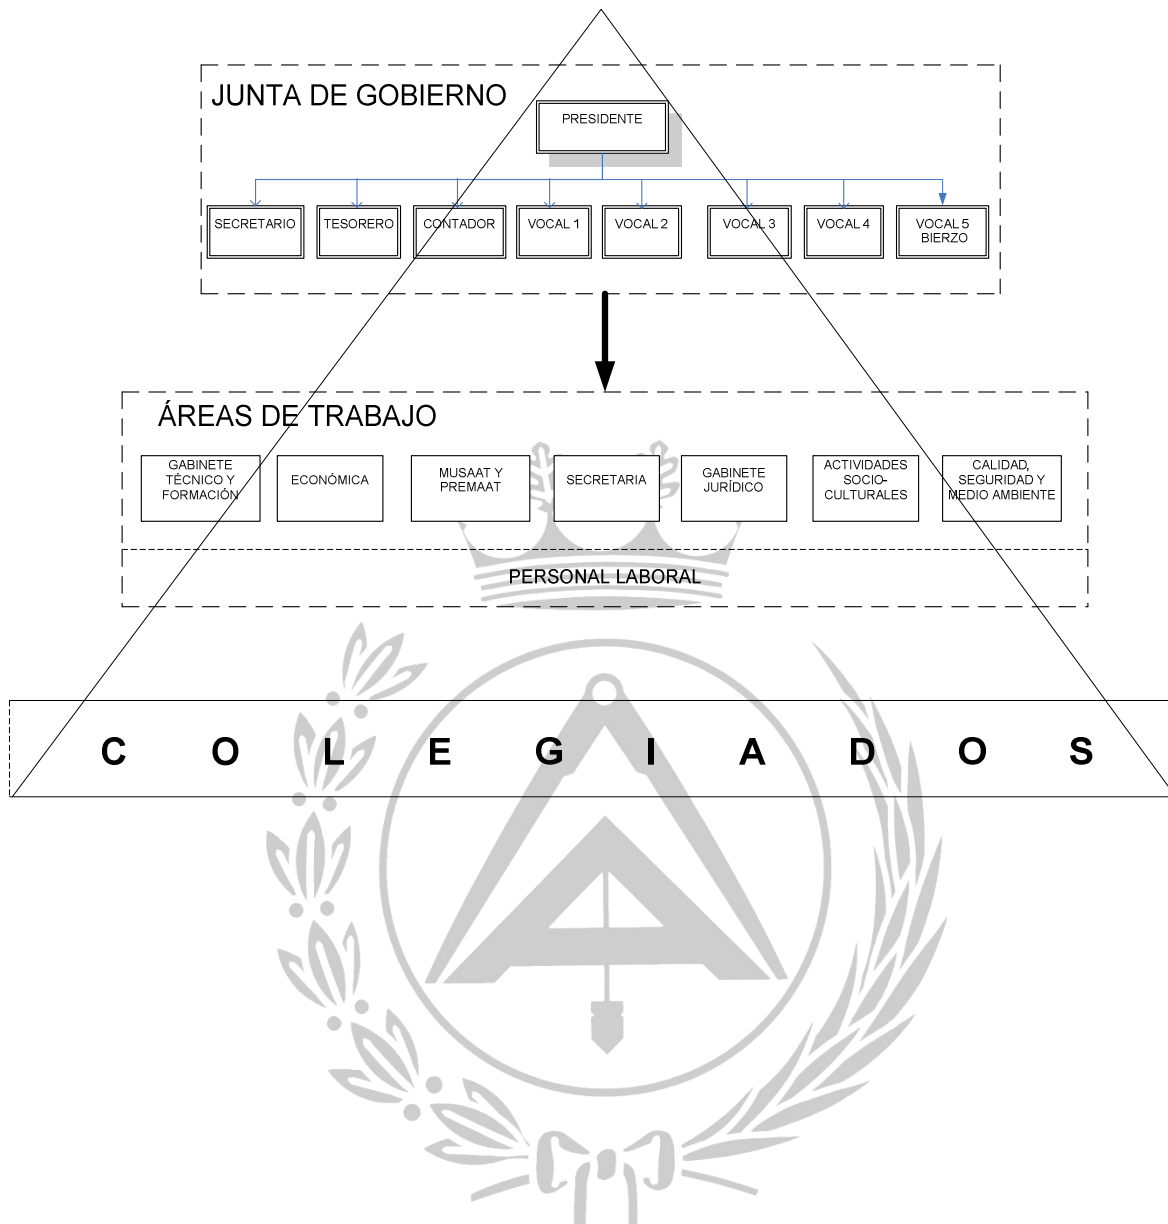 JUNTA DE GOBIERNO
PRESIDENTE
SECRETARIO
TESORERO
CONTADOR
VOCAL 1
VOCAL 2
VOCAL 3
VOCAL 4
VOCAL 5
BIERZO
ÁREAS DE TRABAJO
GABINETE
TÉCNICO Y
FORMACIÓN
ECONÓMICA
MUSAAT Y
PREMAAT
SECRETARIA
GABINETE
JURÍDICO
ACTIVIDADES
SOCIO-
CULTURALES
CALIDAD,
SEGURIDAD Y
MEDIO AMBIENTE
PERSONAL LABORAL
C O L E G I A D O S